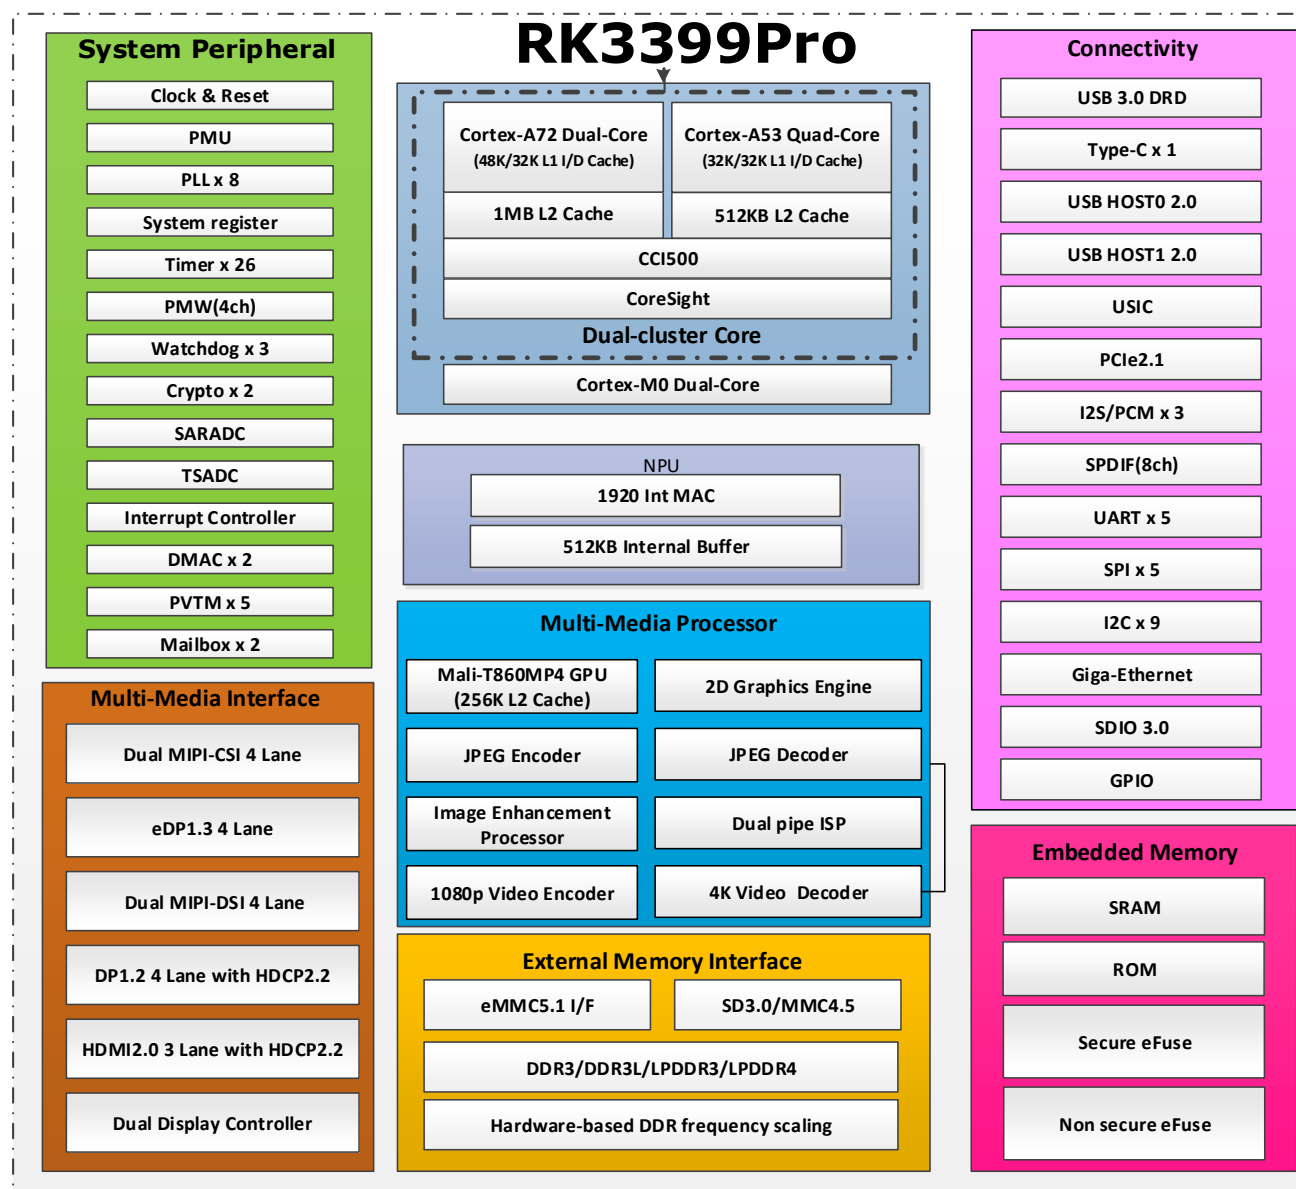 RK3399Pro
System Peripheral
Clock & Reset
PMU
PLL x 8
System register
Timer x 26
PMW(4ch)
Watchdog x 3
Crypto x 2
SARADC
TSADC
Interrupt Controller
DMAC x 2
PVTM x 5
Mailbox x 2
Multi-Media Interface
Dual MIPI-CSI 4 Lane
eDP1.3 4 Lane
Dual MIPI-DSI 4 Lane
DP1.2 4 Lane with HDCP2.2
HDMI2.0 3 Lane with HDCP2.2
Dual Display Controller
Cortex-A72 Dual-Core
(48K/32K L1 I/D Cache)
Cortex-A53 Quad-Core
(32K/32K L1 I/D Cache)
1MB L2 Cache
512KB L2 Cache
CCI500
CoreSight
Dual-cluster Core
Cortex-M0 Dual-Core
NPU
1920 Int MAC
512KB Internal Buffer
Multi-Media Processor
Mali-T860MP4 GPU
(256K L2 Cache)
2D Graphics Engine
JPEG Encoder
JPEG Decoder
Image Enhancement
Processor
Dual pipe ISP
1080p Video Encoder
4K Video Decoder
External Memory Interface
eMMC5.1 I/F
SD3.0/MMC4.5
DDR3/DDR3L/LPDDR3/LPDDR4
Hardware-based DDR frequency scaling
Connectivity
USB 3.0 DRD
Type-C x 1
USB HOST0 2.0
USB HOST1 2.0
USIC
PCIe2.1
I2S/PCM x 3
SPDIF(8ch)
UART x 5
SPI x 5
I2C x 9
Giga-Ethernet
SDIO 3.0
GPIO
Embedded Memory
SRAM
ROM
Secure eFuse
Non secure eFuse